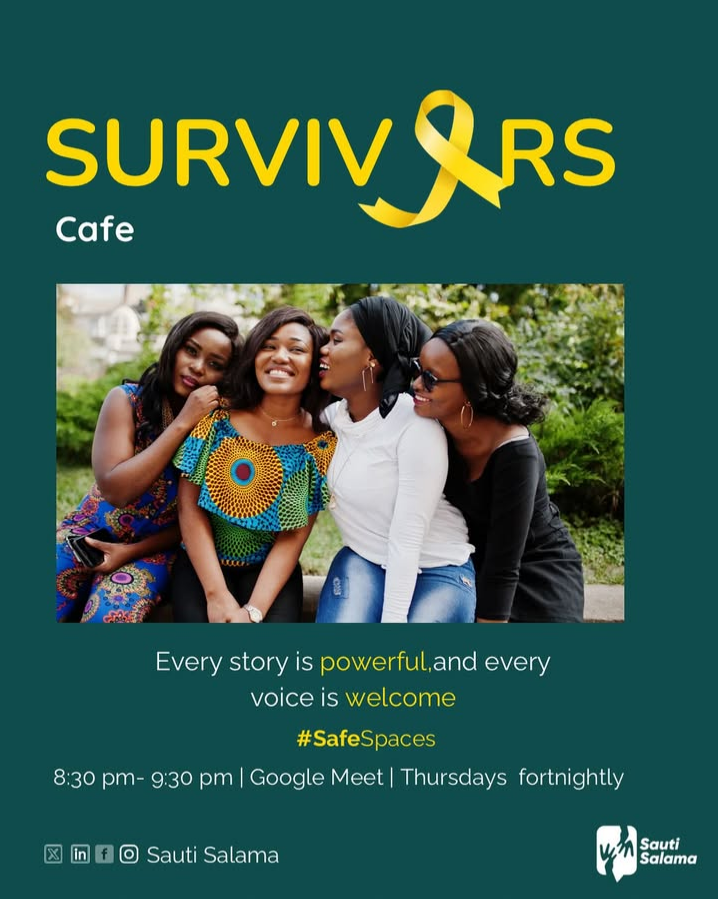 SURVIVRS
Cafe
Every story is powerful,and every
voice is welcome
#SafeSpaces
8:30 pm- 9:30 pm | Google Meet | Thursdays fortnightly
Sauti Salama
Sauti
Salama